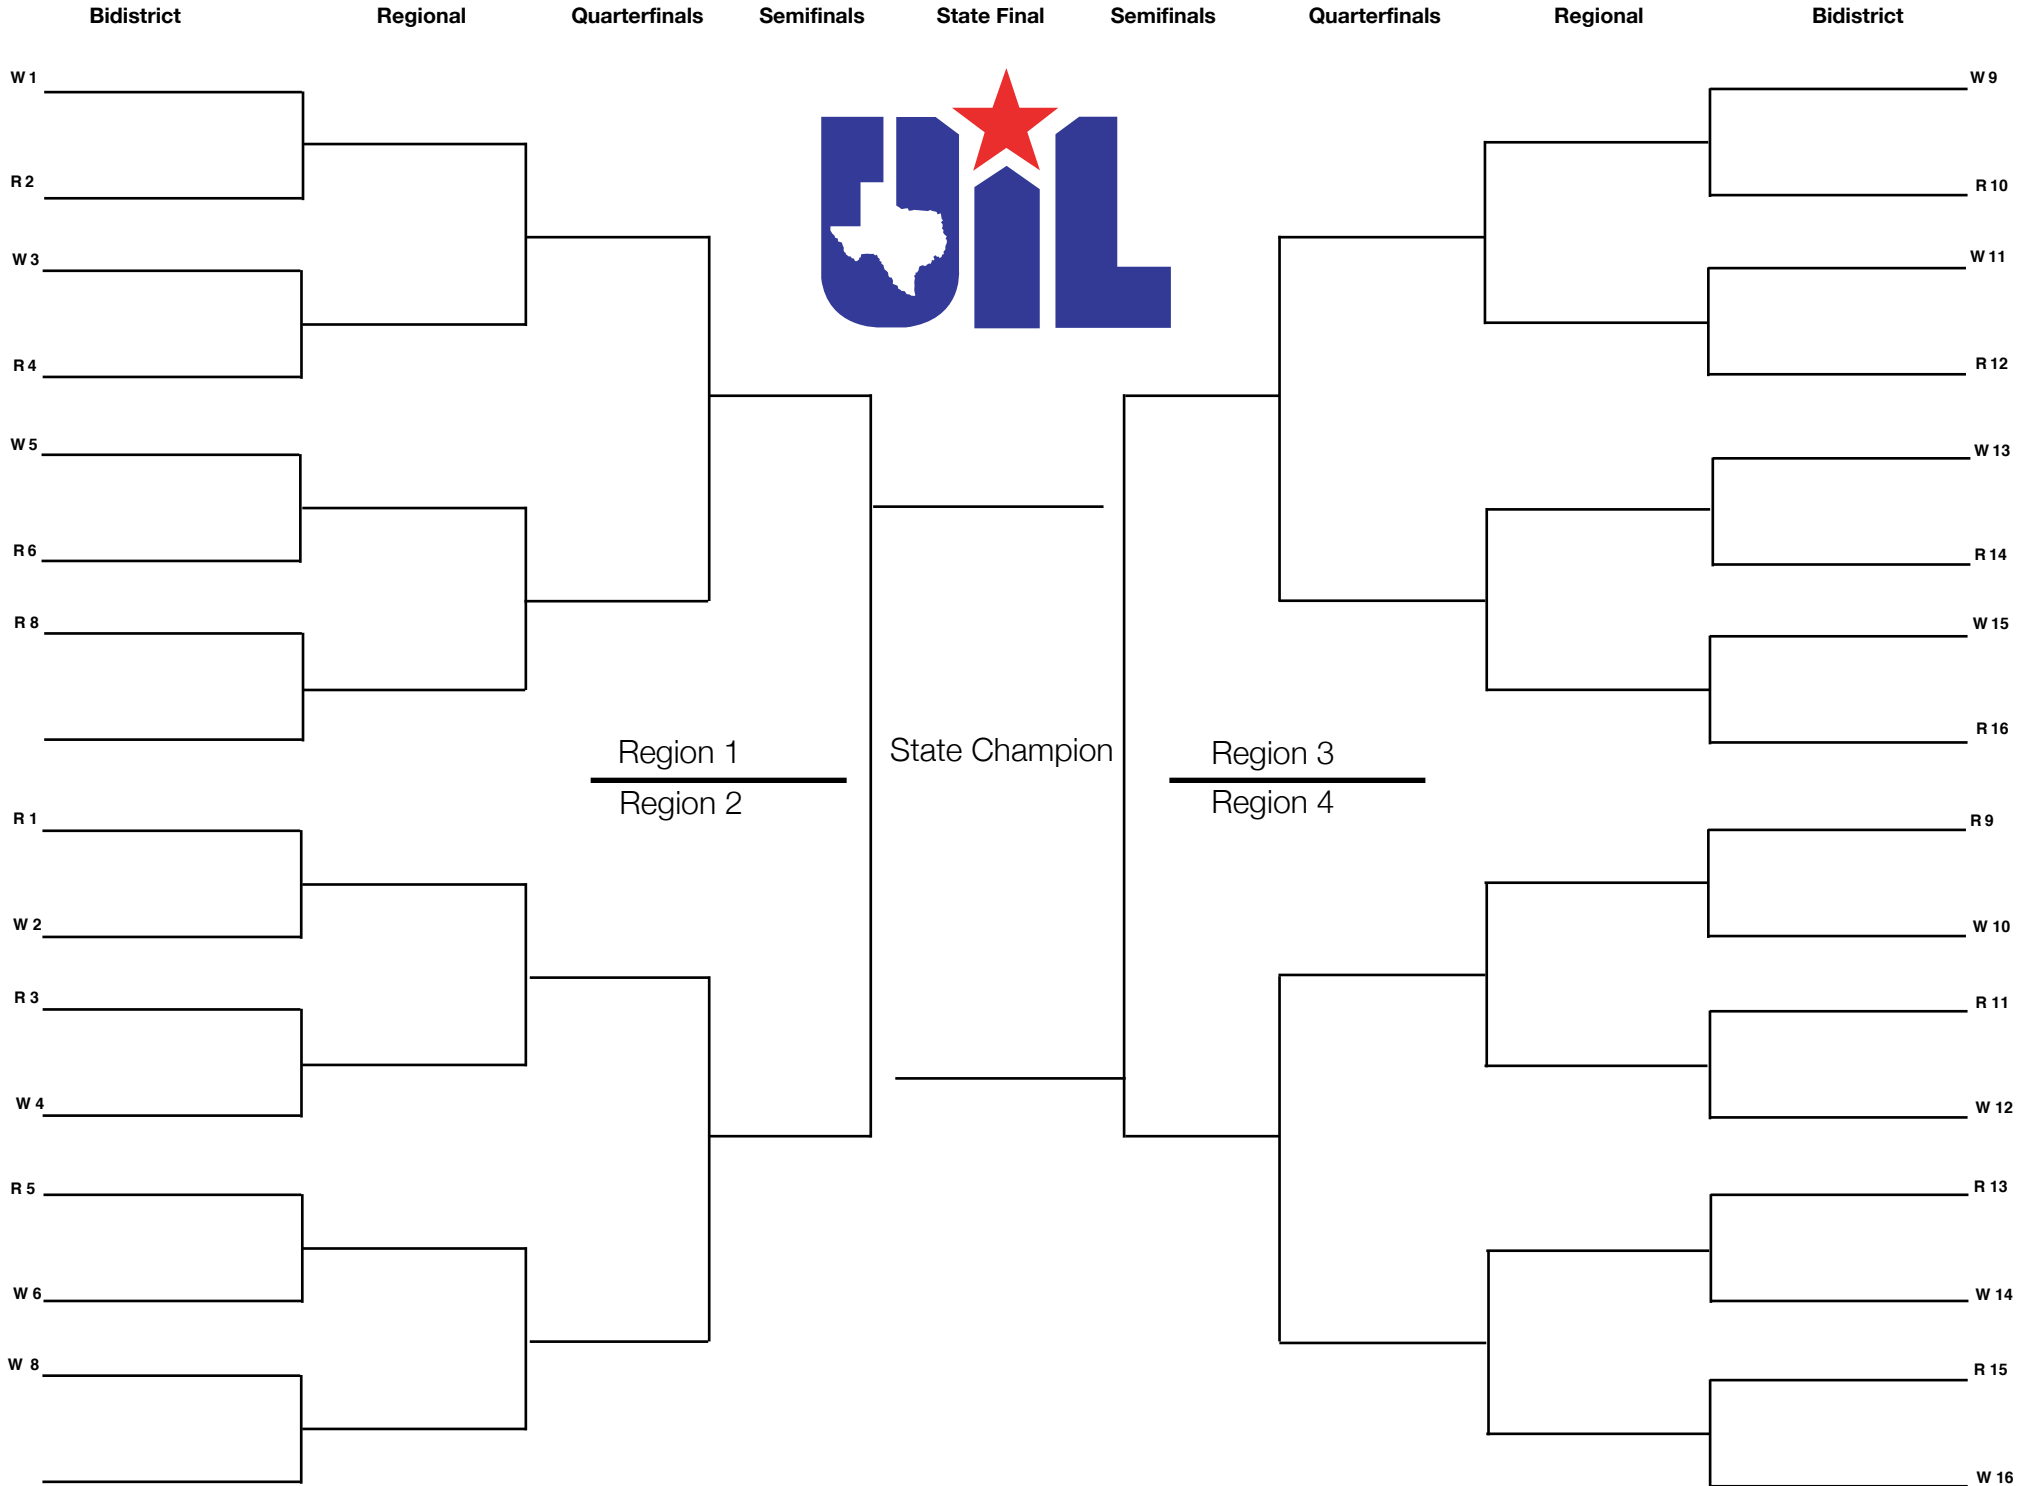 Bidistrict Regional Quarterfinals Semifinals State Final Semifinals Quarterfinals Regional Bidistrict
UIL
W 1
R 2
W 3
R 4
W 5
R 6
R 8
Region 1
Region 2
R 1
W 2
R 3
W 4
R 5
W 6
W 8
State Champion
W 9
R 10
W 11
R 12
W 13
R 14
W 15
R 16
Region 3
Region 4
R 9
W 10
R 11
W 12
R 13
W 14
R 15
W 16